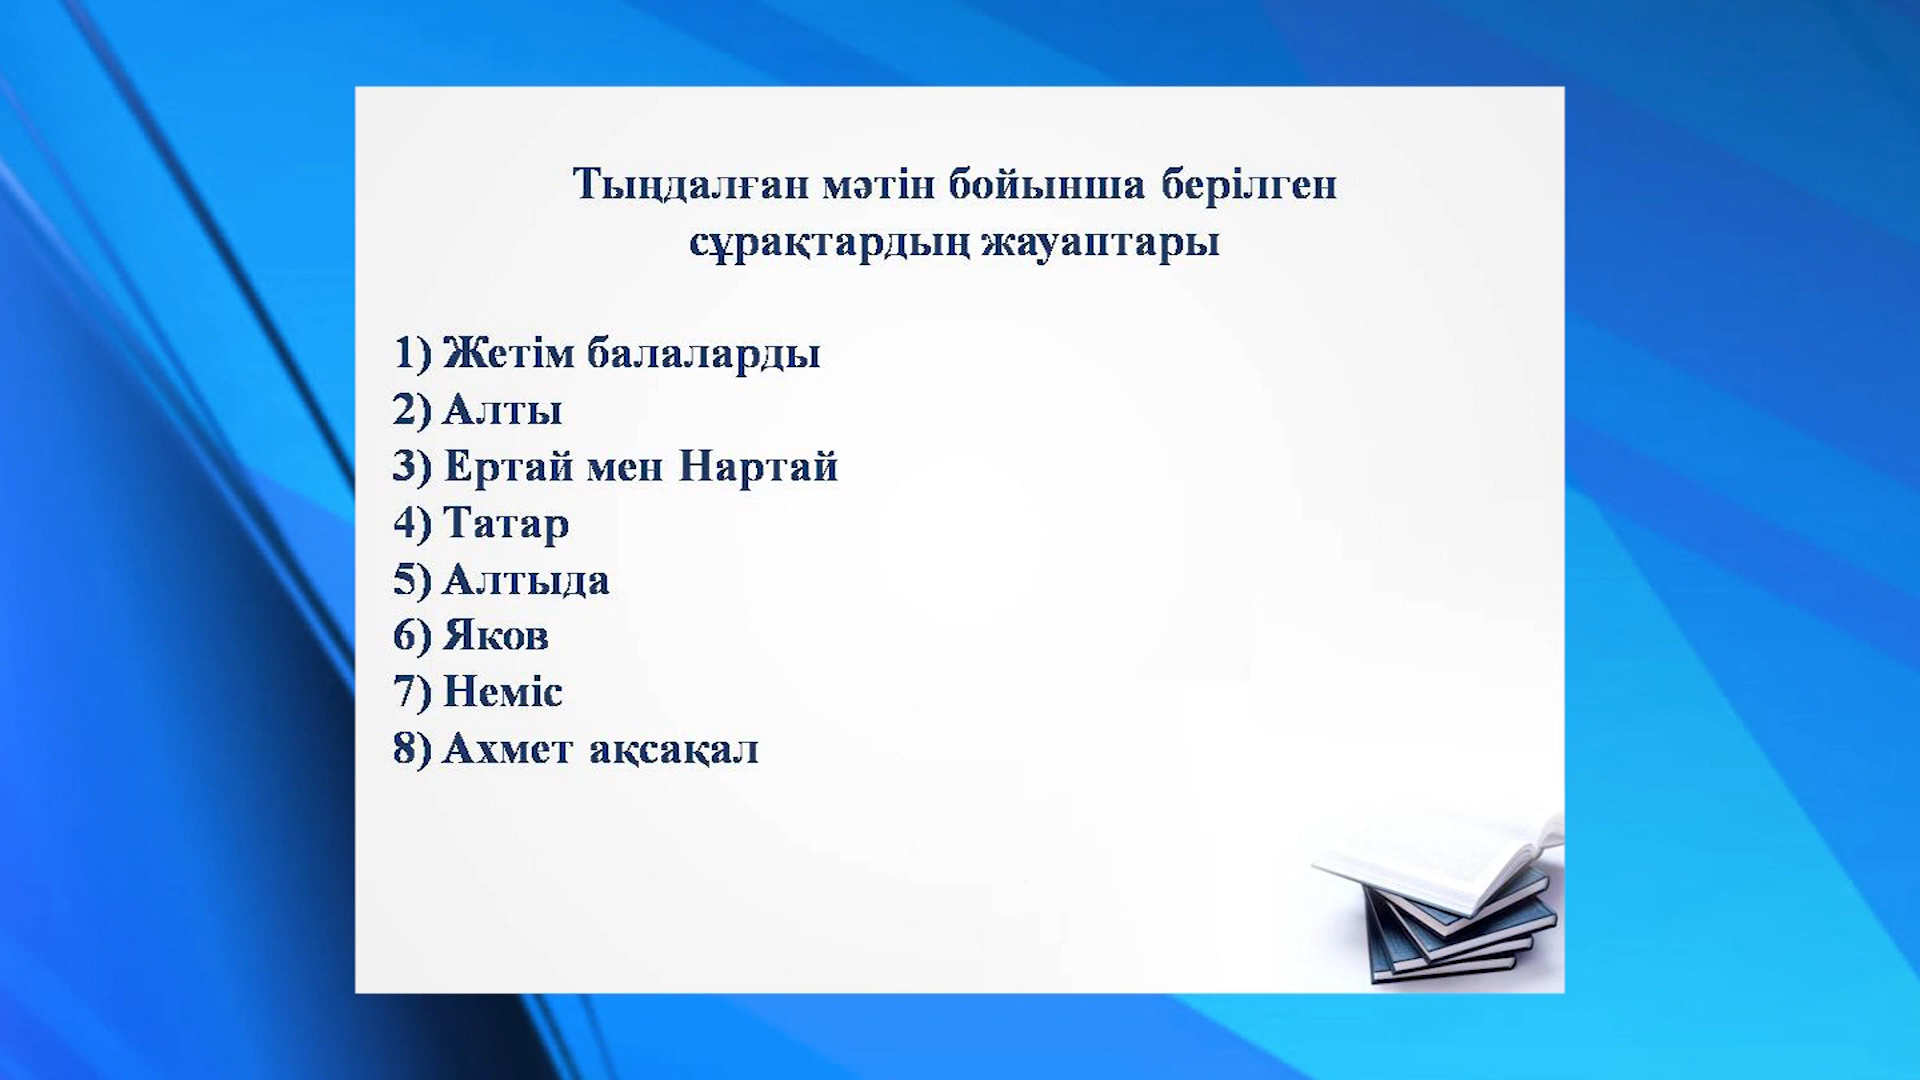 Тыңдалған мәтін бойынша берілген
сұрақтардың жауаптары
1) Жетім балаларды
2) Алты
3) Ертай мен Нартай
4) Татар
5) Алтыда
6) Яков
7) Неміс
8) Ахмет ақсақал